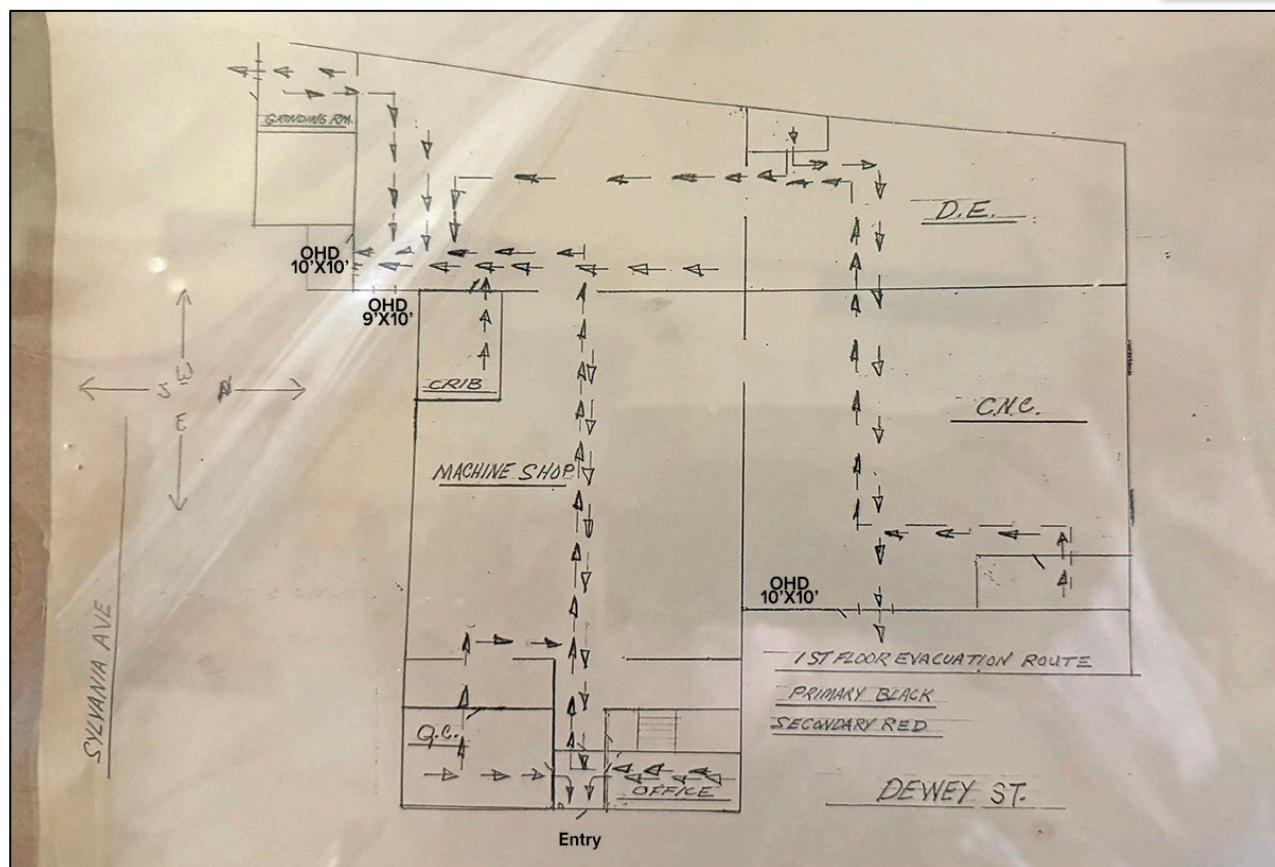 GRINDING RM.
D.E.
OHD
10'X10'
OHD
9'X10'
W
S
N
E
CRIB
C.N.C.
MACHINE SHOP
OHD
10'X10'
1ST FLOOR EVACUATION ROUTE
PRIMARY BLACK
SECONDARY RED
SYLVANIA AVE
Q.C.
OFFICE
DEWEY ST.
Entry